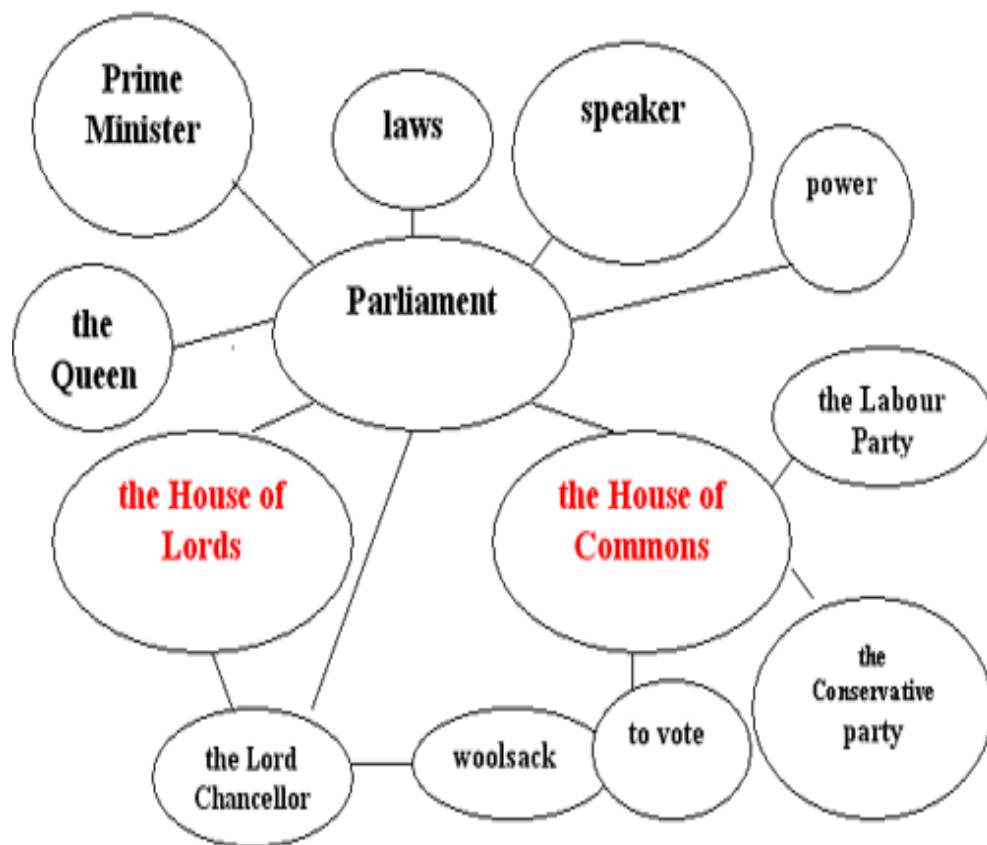 Prime
Minister
laws
speaker
power
Parliament
the
Queen
the Labour
Party
the House of
Lords
the House of
Commons
the
Conservative
party
the Lord
Chancellor
woolsack
to vote